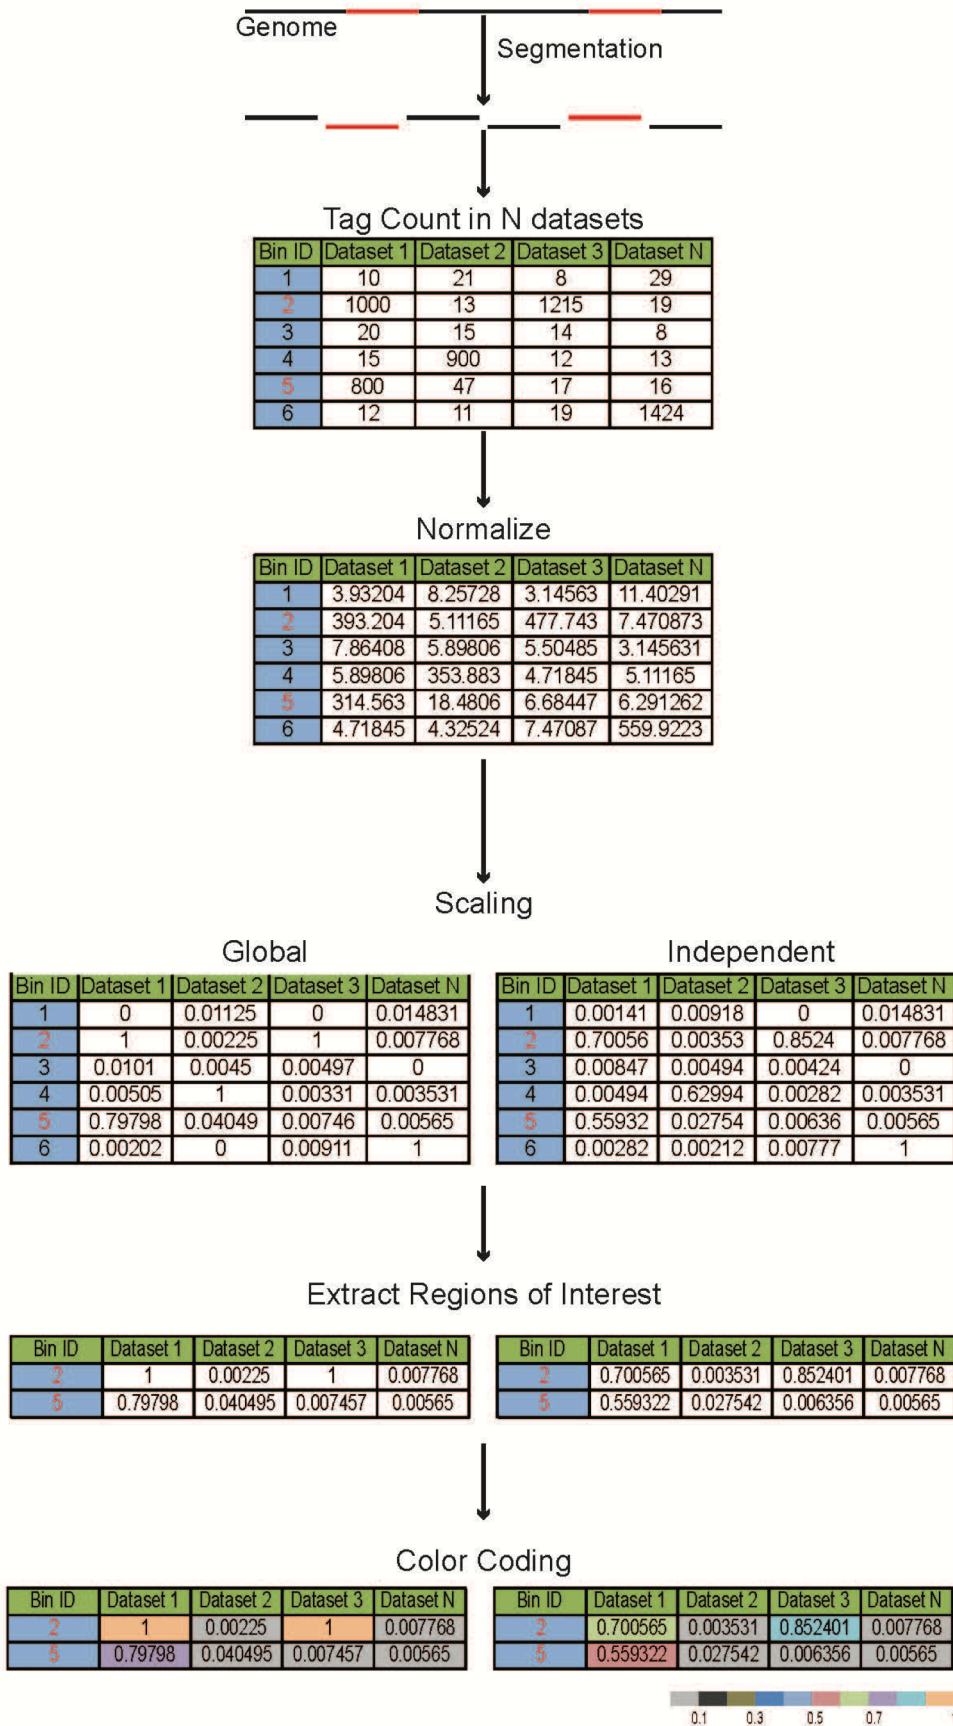 Genome
Segmentation
Tag Count in N datasets
Bin ID Dataset 1 Dataset 2 Dataset 3 Dataset N
1 10 21 8 29
2 1000 13 1215 19
3 20 15 14 8
4 15 900 12 13
5 800 47 17 16
6 12 11 19 1424
Normalize
Bin ID Dataset 1 Dataset 2 Dataset 3 Dataset N
1 3.93204 8.25728 3.14563 11.40291
2 393.204 5.11165 477.743 7.470873
3 7.86408 5.89806 5.50485 3.145631
4 5.89806 353.883 4.71845 5.11165
5 314.563 18.4806 6.68447 6.291262
6 4.71845 4.32524 7.47087 559.9223
Scaling
Global
Bin ID Dataset 1 Dataset 2 Dataset 3 Dataset N
1 0 0.01125 0 0.014831
2 1 0.00225 1 0.007768
3 0.0101 0.0045 0.00497 0
4 0.00505 1 0.00331 0.003531
5 0.79798 0.04049 0.00746 0.00565
6 0.00202 0 0.00911 1
Independent
Bin ID Dataset 1 Dataset 2 Dataset 3 Dataset N
1 0.00141 0.00918 0 0.014831
2 0.70056 0.00353 0.8524 0.007768
3 0.00847 0.00494 0.00424 0
4 0.00494 0.62994 0.00282 0.003531
5 0.55932 0.02754 0.00636 0.00565
6 0.00282 0.00212 0.00777 1
Extract Regions of Interest
Bin ID Dataset 1 Dataset 2 Dataset 3 Dataset N
2 1 0.00225 1 0.007768
5 0.79798 0.040495 0.007457 0.00565
Bin ID Dataset 1 Dataset 2 Dataset 3 Dataset N
2 0.700565 0.003531 0.852401 0.007768
5 0.559322 0.027542 0.006356 0.00565
Color Coding
Bin ID Dataset 1 Dataset 2 Dataset 3 Dataset N
2 1 0.00225 1 0.007768
5 0.79798 0.040495 0.007457 0.00565
Bin ID Dataset 1 Dataset 2 Dataset 3 Dataset N
2 0.700565 0.003531 0.852401 0.007768
5 0.559322 0.027542 0.006356 0.00565
0.1 0.3 0.5 0.7 1